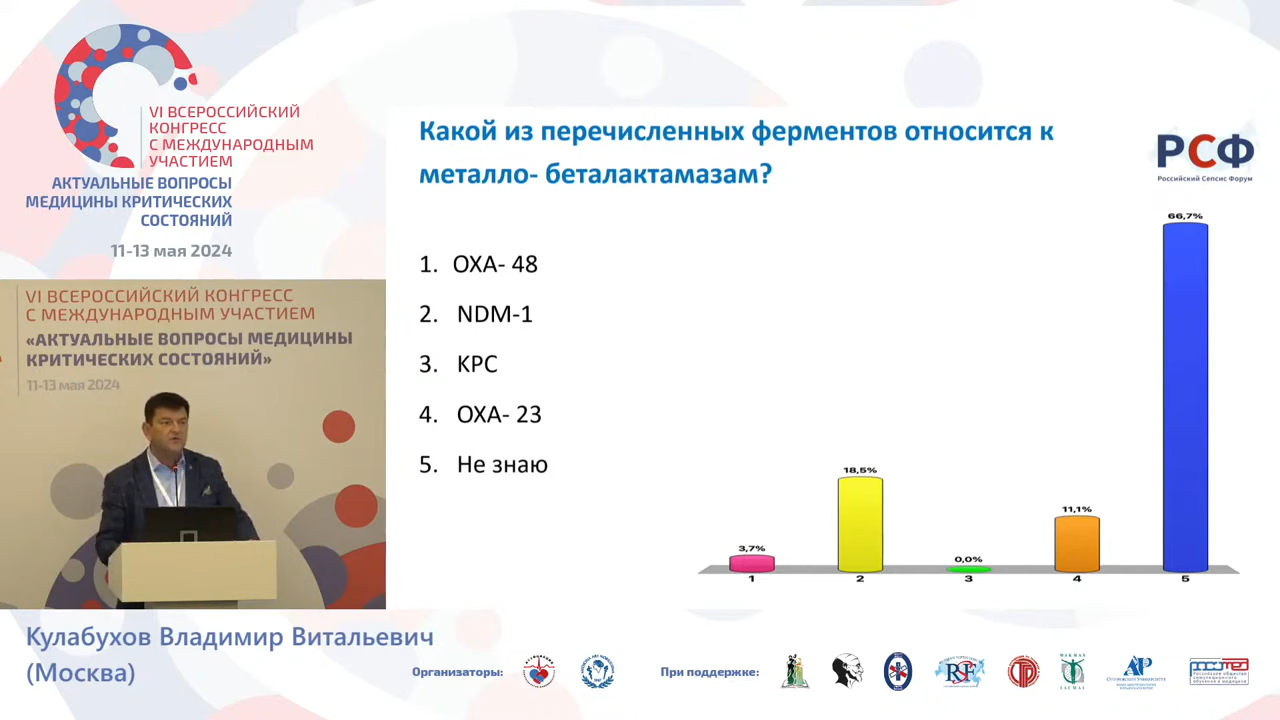 VI ВСЕРОССИЙСКИЙ
КОНГРЕСС
С МЕЖДУНАРОДНЫМ
УЧАСТИЕМ
АКТУАЛЬНЫЕ ВОПРОСЫ
МЕДИЦИНЫ КРИТИЧЕСКИХ
СОСТОЯНИЙ
11-13 мая 2024
VI ВСЕРОССИЙСКИЙ КОНГРЕСС
С МЕЖДУНАРОДНЫМ УЧАСТИЕМ
«АКТУАЛЬНЫЕ ВОПРОСЫ МЕДИЦИНЫ
КРИТИЧЕСКИХ СОСТОЯНИЙ»
11-13 мая 2024
Кулабухов Владимир Витальевич
(Москва)
Какой из перечисленных ферментов относится к
металло- беталактамазам?
РСФ
Российский Сепсис Форум
1. OXA- 48
2. NDM-1
3. KPC
4. OXA- 23
5. Не знаю
3,7%
18,5%
0,0%
11,1%
66,7%
1 2 3 4 5
Организаторы:
При поддержке: